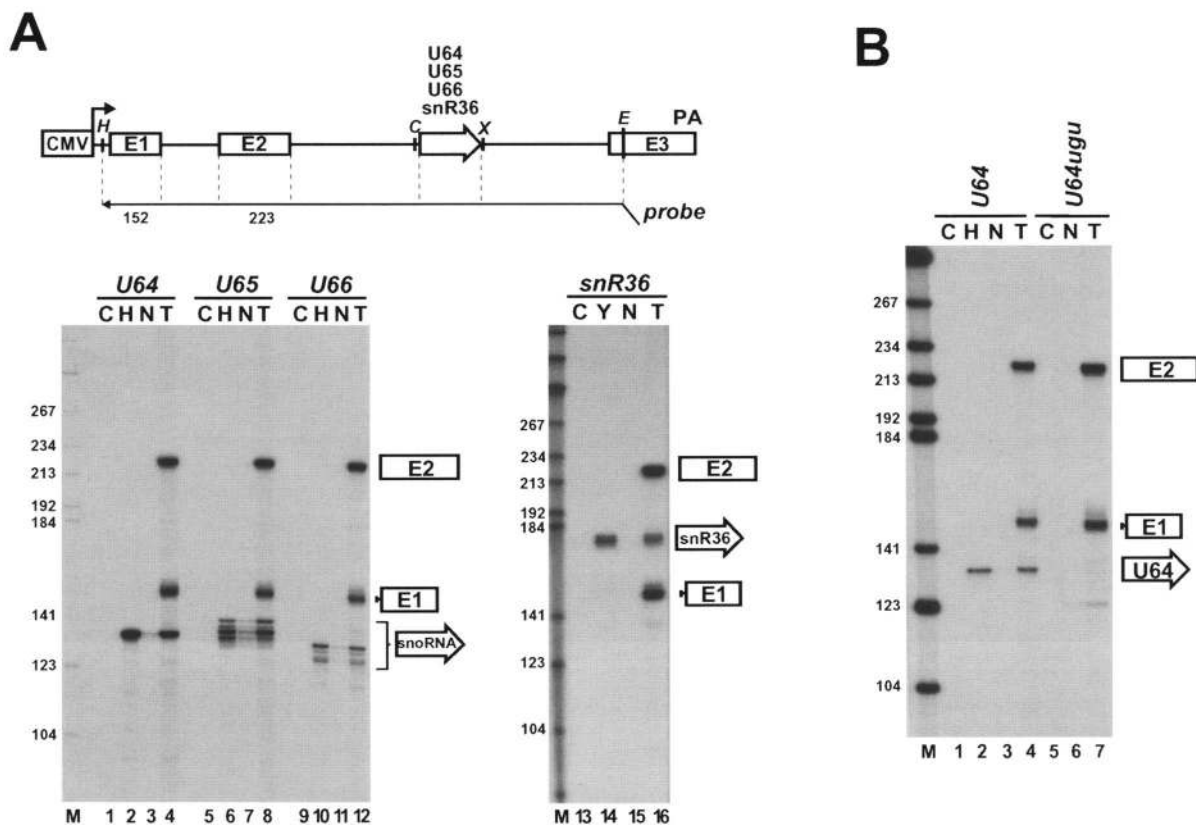 A
U64
U65
U66
snR36
CMV
H
E1
E2
C
X
E
PA
E3
152
223
probe
U64 U65 U66
C H N T C H N T C H N T
267
234
213
192
184
141
123
104
E2
E1
snoRNA
M 1 2 3 4 5 6 7 8 9 10 11 12
snR36
C Y N T
267
234
213
192
184
141
123
104
E2
snR36
E1
M 13 14 15 16
B
U64 U64ugu
C H N T C N T
267
234
213
192
184
141
123
104
E2
E1
U64
M 1 2 3 4 5 6 7